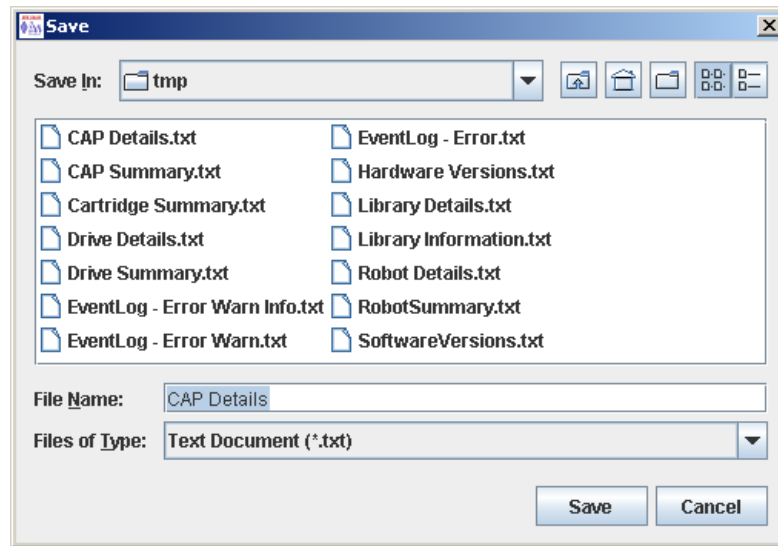 Save
Save In: tmp
CAP Details.txt
CAP Summary.txt
Cartridge Summary.txt
Drive Details.txt
Drive Summary.txt
EventLog - Error Warn Info.txt
EventLog - Error Warn.txt
EventLog - Error.txt
Hardware Versions.txt
Library Details.txt
Library Information.txt
Robot Details.txt
RobotSummary.txt
SoftwareVersions.txt
File Name: CAP Details
Files of Type: Text Document (*.txt)
Save Cancel